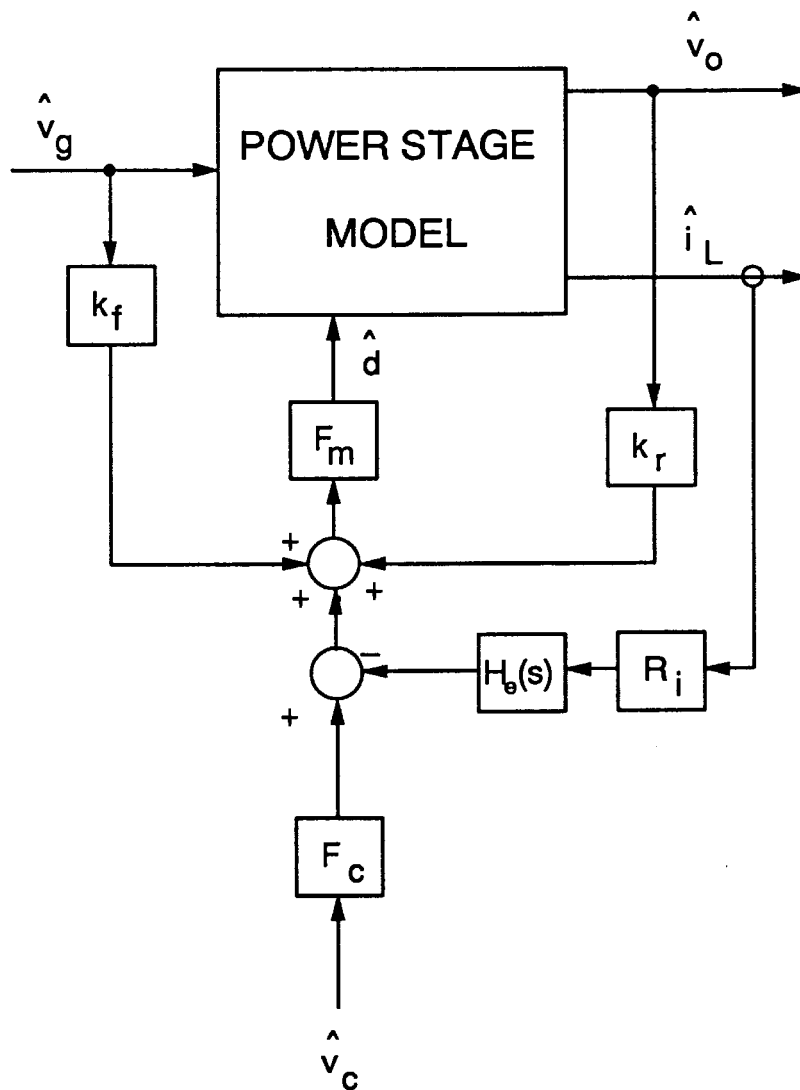 v̂o
v̂g
POWER STAGE
MODEL
îL
kf
d̂
Fm
kr
+
+
+
+
−
He(s)
Ri
+
Fc
v̂c